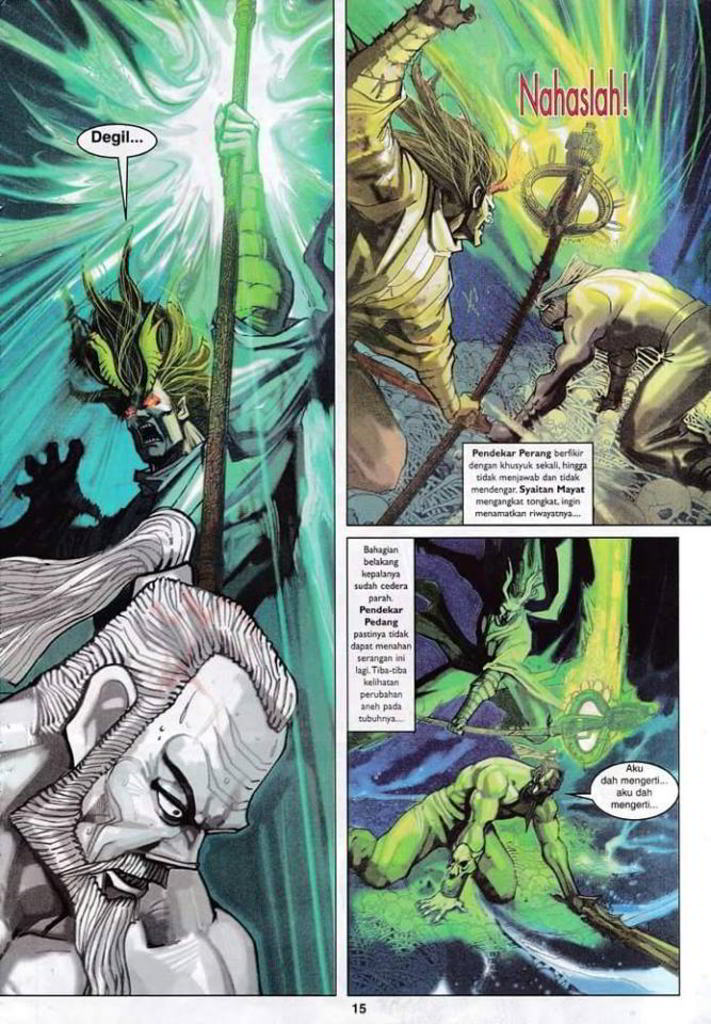 Degil...
Nahaslah!
Pendekar Perang berfikir
dengan khusyuk sekali, hingga
tidak menjawab dan tidak
mendengar. Syaitan Mayat
mengangkat tongkat, ingin
menamatkan riwayatnya....
Bahagian
belakang
kepalanya
sudah cedera
parah.
Pendekar
Pedang
pastinya tidak
dapat menahan
serangan ini
lagi. Tiba-tiba
kelihatan
perubahan
aneh pada
tubuhnya....
Aku
dah mengerti...
aku dah
mengerti...
15